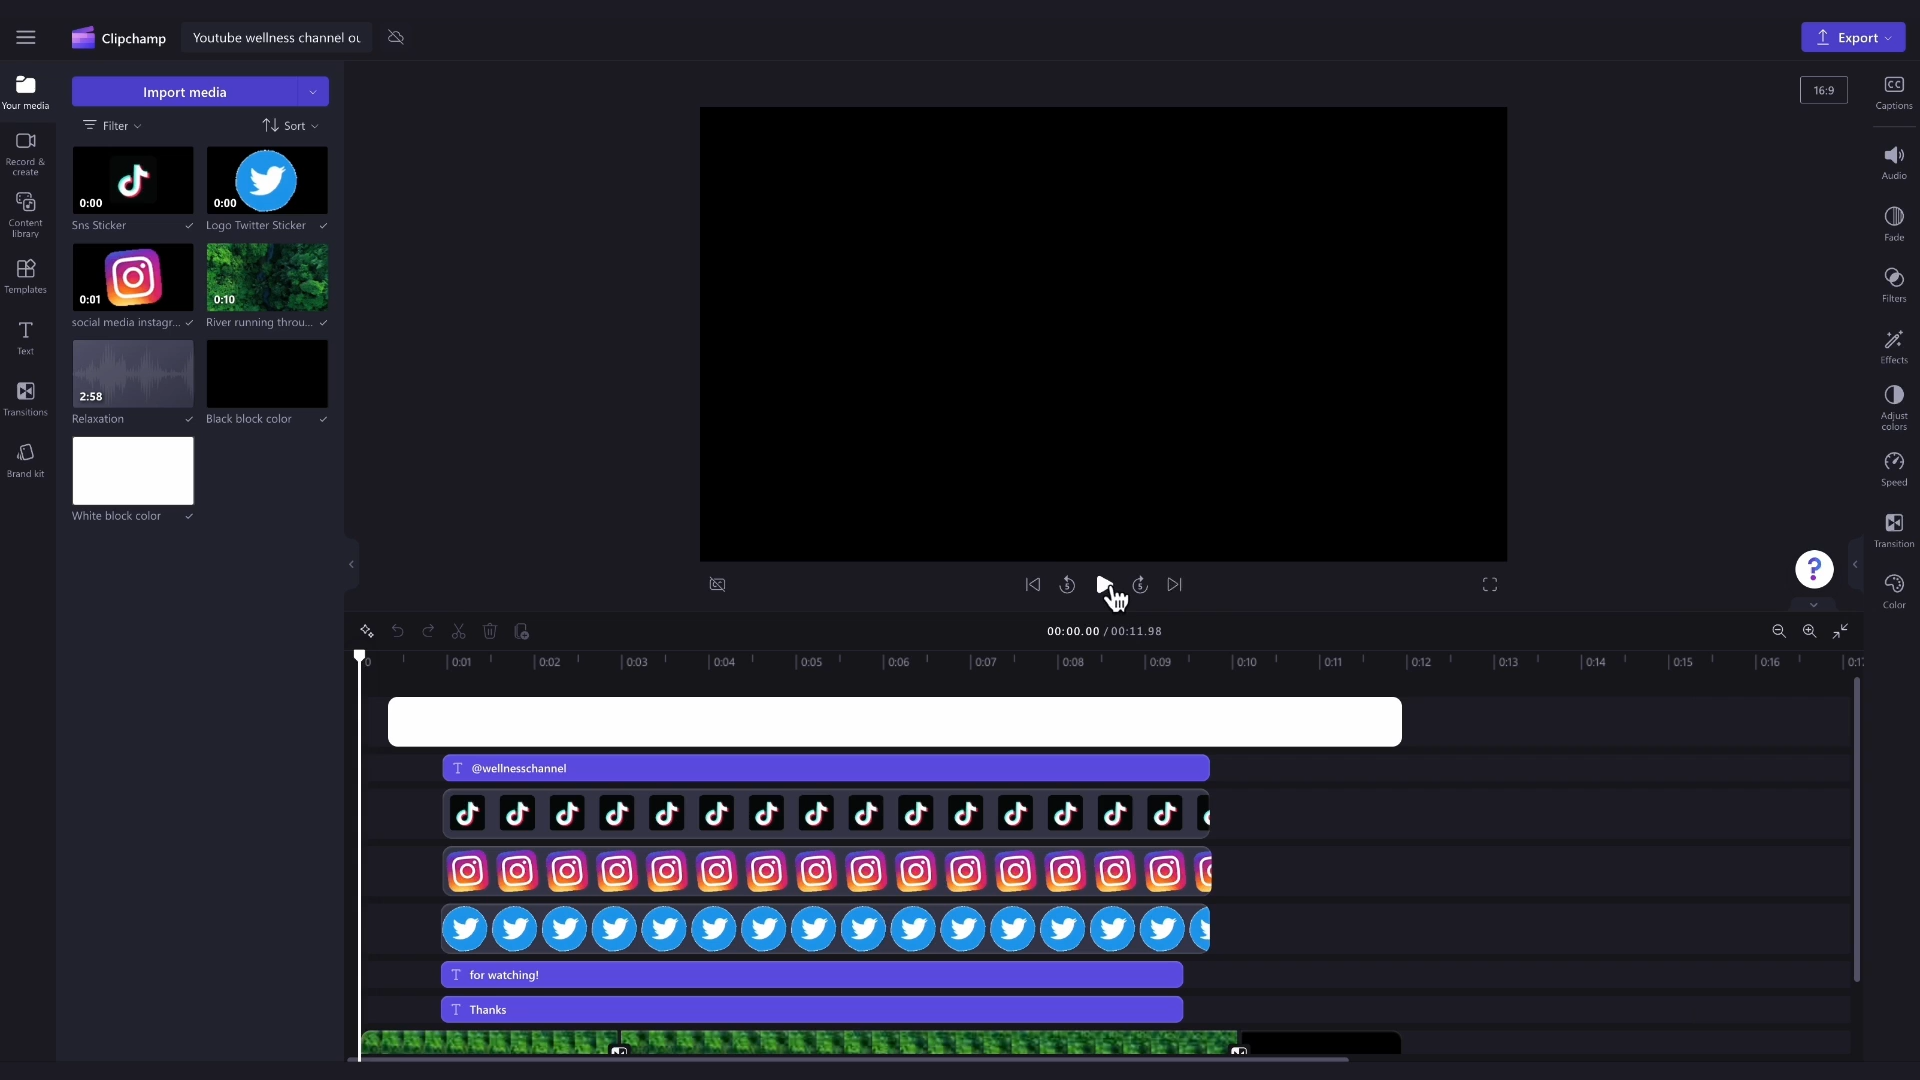 Clipchamp
Youtube wellness channel ou
Export
Your media
Import media
Filter
Sort
16:9
CC
Captions
Record &
create
0:00
Sns Sticker
0:00
Logo Twitter Sticker
Audio
Content
library
Fade
Templates
0:01
social media instagr...
0:10
River running throu...
Filters
Text
Effects
2:58
Relaxation
Black block color
Transitions
Adjust
colors
Brand kit
White block color
Speed
Transition
5
5
?
Color
00:00.00 / 00:11.98
0
0:01
0:02
0:03
0:04
0:05
0:06
0:07
0:08
0:09
0:10
0:11
0:12
0:13
0:14
0:15
0:16
0:17
T @wellnesschannel
T for watching!
T Thanks